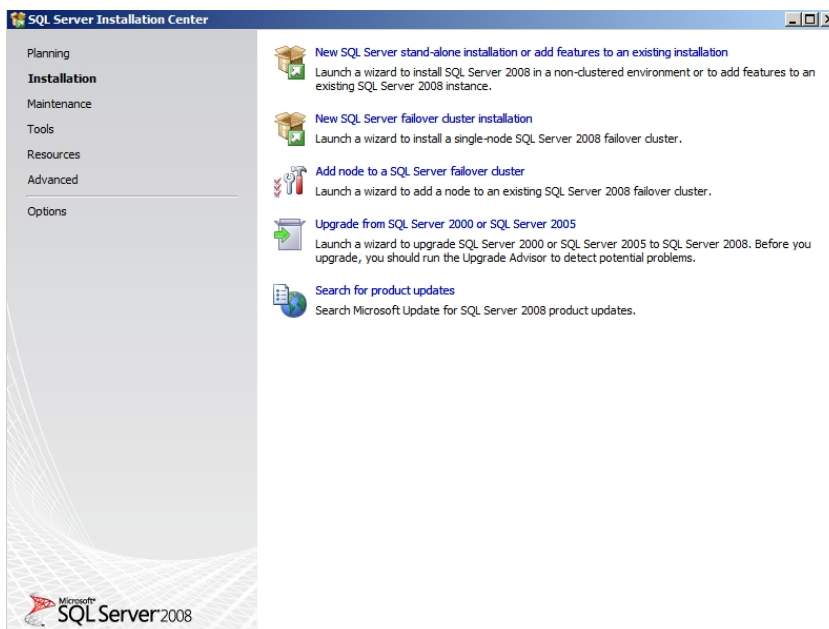 SQL Server Installation Center
Planning
Installation
Maintenance
Tools
Resources
Advanced
Options
New SQL Server stand-alone installation or add features to an existing installation
Launch a wizard to install SQL Server 2008 in a non-clustered environment or to add features to an
existing SQL Server 2008 instance.
New SQL Server failover cluster installation
Launch a wizard to install a single-node SQL Server 2008 failover cluster.
Add node to a SQL Server failover cluster
Launch a wizard to add a node to an existing SQL Server 2008 failover cluster.
Upgrade from SQL Server 2000 or SQL Server 2005
Launch a wizard to upgrade SQL Server 2000 or SQL Server 2005 to SQL Server 2008. Before you
upgrade, you should run the Upgrade Advisor to detect potential problems.
Search for product updates
Search Microsoft Update for SQL Server 2008 product updates.
Microsoft
SQL Server 2008